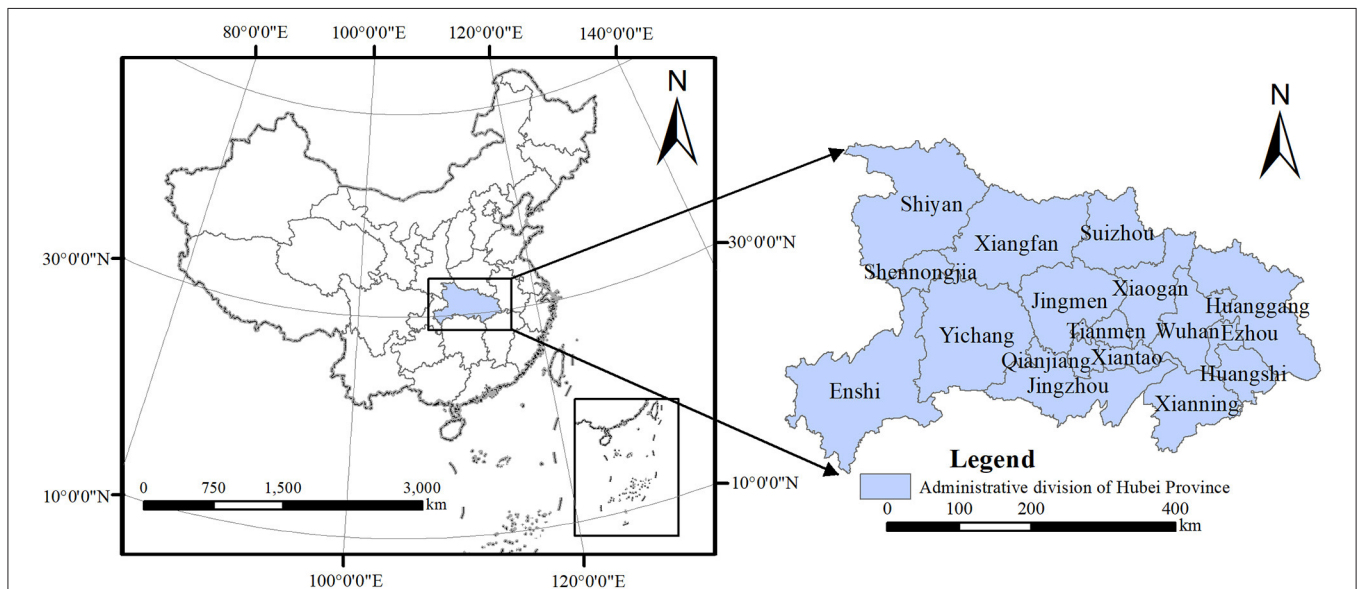 80°0'0"E
100°0'0"E
120°0'0"E
140°0'0"E
N
30°0'0"N
10°0'0"N
0
750
1,500
3,000
km
100°0'0"E
120°0'0"E
30°0'0"N
10°0'0"N
N
Shiyan
Xiangfan
Suizhou
Shennongjia
Jingmen
Xiaogan
Huanggang
Yichang
Tianmen
Wuhan
Ezhou
Qianjiang
Xiantao
Jingzhou
Huangshi
Enshi
Xianning
Legend
Administrative division of Hubei Province
0
100
200
400
km